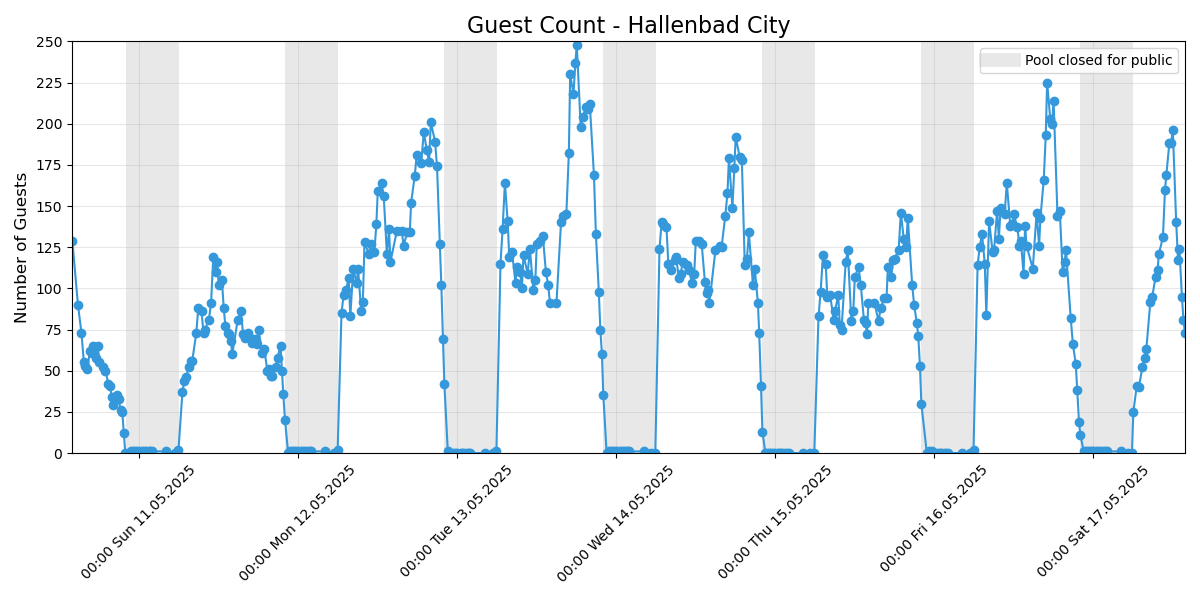 Guest Count - Hallenbad City
Pool closed for public
Number of Guests
250
225
200
175
150
125
100
75
50
25
0
00:00 Sun 11.05.2025
00:00 Mon 12.05.2025
00:00 Tue 13.05.2025
00:00 Wed 14.05.2025
00:00 Thu 15.05.2025
00:00 Fri 16.05.2025
00:00 Sat 17.05.2025